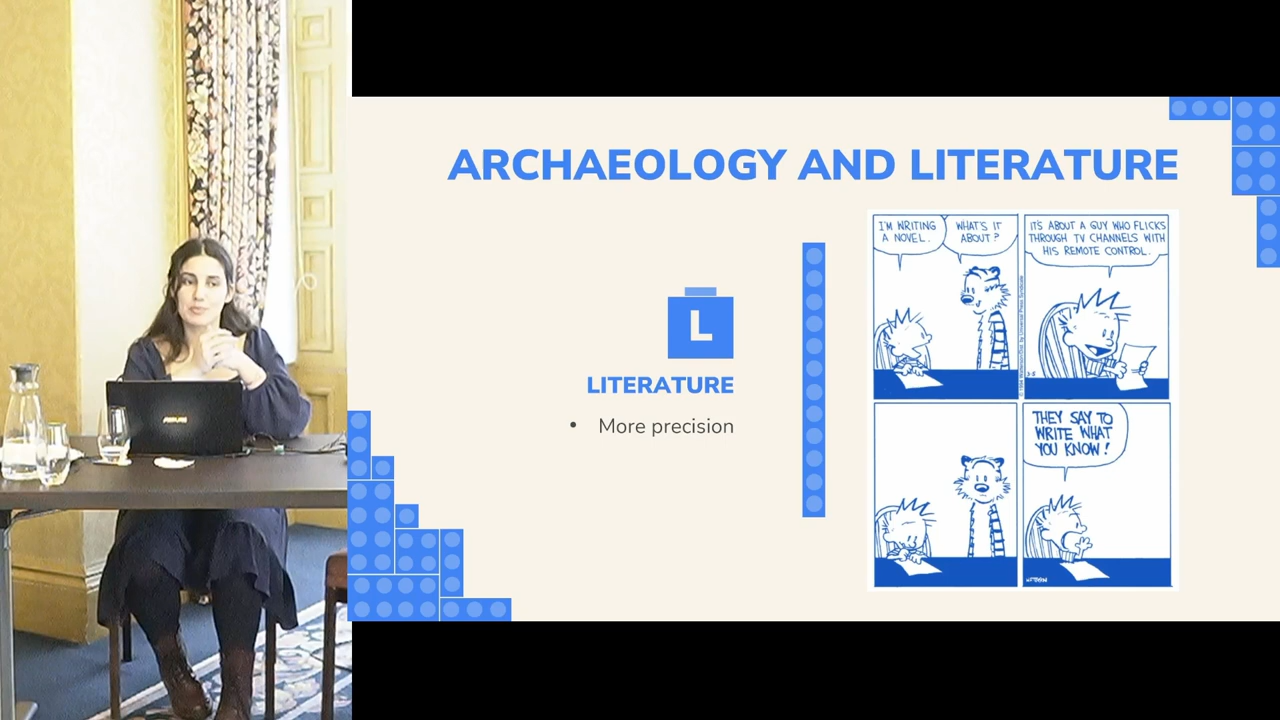 ARCHAEOLOGY AND LITERATURE
L
LITERATURE
• More precision
I'M WRITING
A NOVEL.
WHAT'S IT
ABOUT?
IT'S ABOUT A GUY WHO FLICKS
THROUGH TV CHANNELS WITH
HIS REMOTE CONTROL.
THEY SAY TO
WRITE WHAT
YOU KNOW!
ASUS